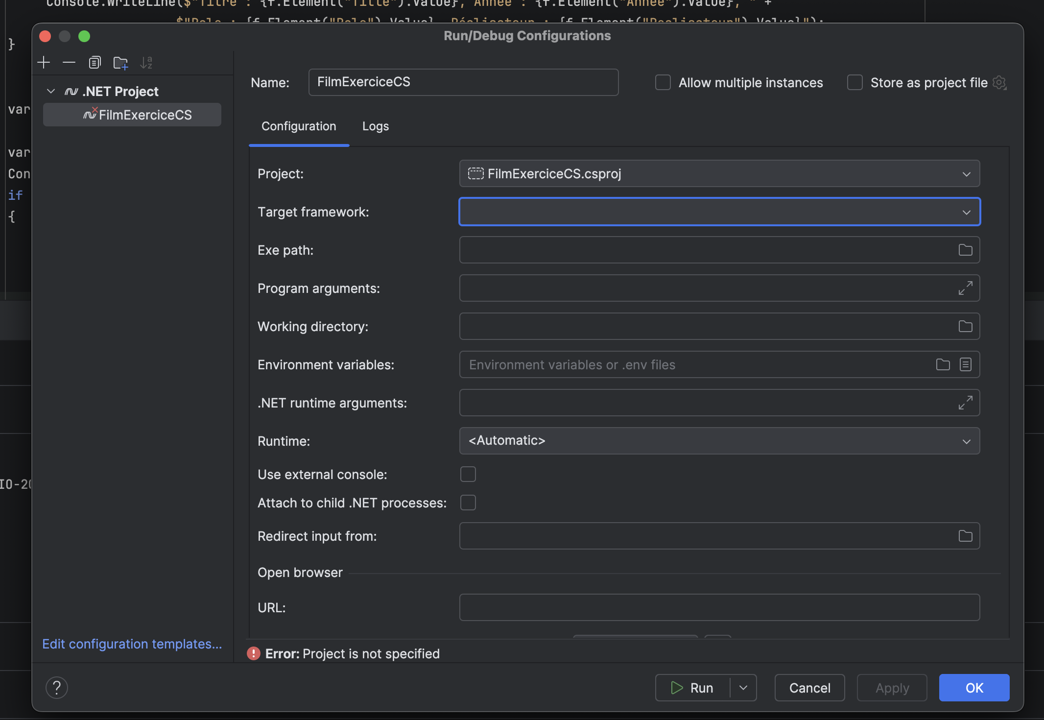 Console.WriteLine($"Titre : {f.Element("Title").Value}, Année : {f.Element("Annee").Value}, " +
$"Role : {f.Element("Role").Value}, Réalisateur : {f.Element("Realisateur").Value}");
}
var
var
Con
if
{
IO-20
Run/Debug Configurations
.NET Project
FilmExerciceCS
Name:
FilmExerciceCS
Allow multiple instances
Store as project file
Configuration
Logs
Project:
FilmExerciceCS.csproj
Target framework:
Exe path:
Program arguments:
Working directory:
Environment variables:
Environment variables or .env files
.NET runtime arguments:
Runtime:
<Automatic>
Use external console:
Attach to child .NET processes:
Redirect input from:
Open browser
URL:
Edit configuration templates...
Error: Project is not specified
?
Run
Cancel
Apply
OK